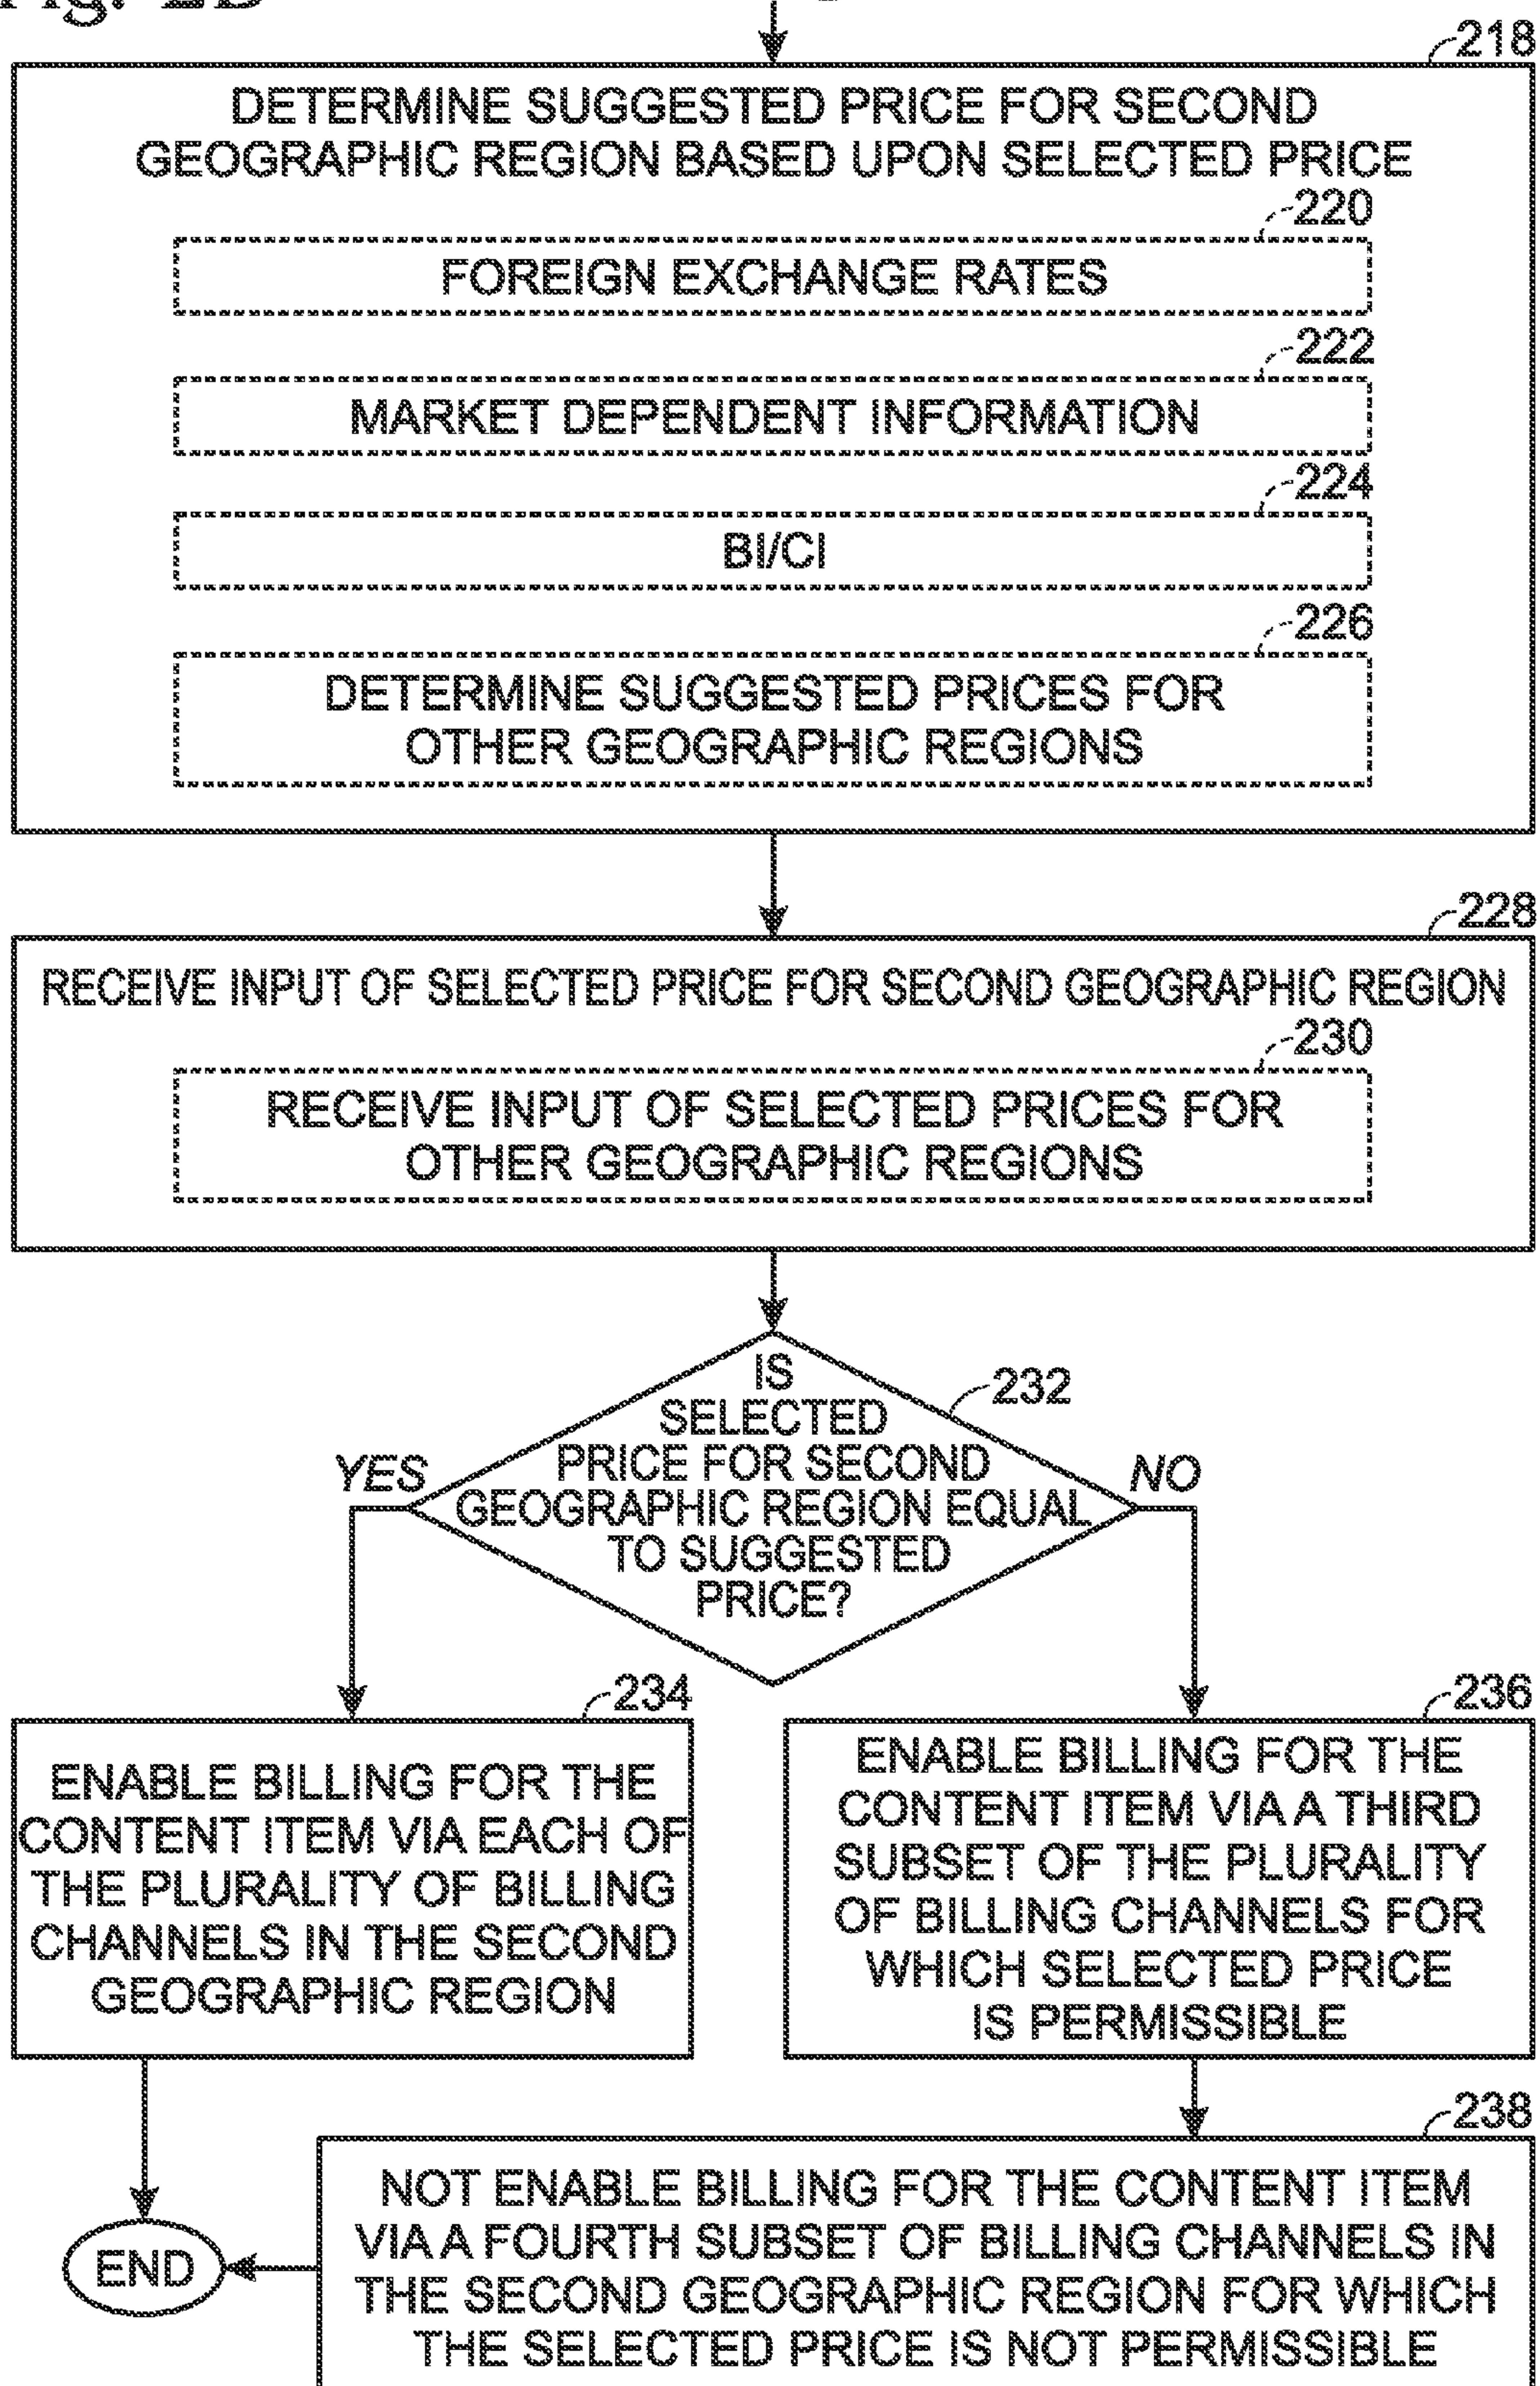 Fig. 2B
218
DETERMINE SUGGESTED PRICE FOR SECOND
GEOGRAPHIC REGION BASED UPON SELECTED PRICE
220
FOREIGN EXCHANGE RATES
222
MARKET DEPENDENT INFORMATION
224
BI/CI
226
DETERMINE SUGGESTED PRICES FOR
OTHER GEOGRAPHIC REGIONS
228
RECEIVE INPUT OF SELECTED PRICE FOR SECOND GEOGRAPHIC REGION
230
RECEIVE INPUT OF SELECTED PRICES FOR
OTHER GEOGRAPHIC REGIONS
232
IS
SELECTED
PRICE FOR SECOND
GEOGRAPHIC REGION EQUAL
TO SUGGESTED
PRICE?
YES
NO
234
ENABLE BILLING FOR THE
CONTENT ITEM VIA EACH OF
THE PLURALITY OF BILLING
CHANNELS IN THE SECOND
GEOGRAPHIC REGION
236
ENABLE BILLING FOR THE
CONTENT ITEM VIA A THIRD
SUBSET OF THE PLURALITY
OF BILLING CHANNELS FOR
WHICH SELECTED PRICE
IS PERMISSIBLE
238
NOT ENABLE BILLING FOR THE CONTENT ITEM
VIA A FOURTH SUBSET OF BILLING CHANNELS IN
THE SECOND GEOGRAPHIC REGION FOR WHICH
THE SELECTED PRICE IS NOT PERMISSIBLE
END